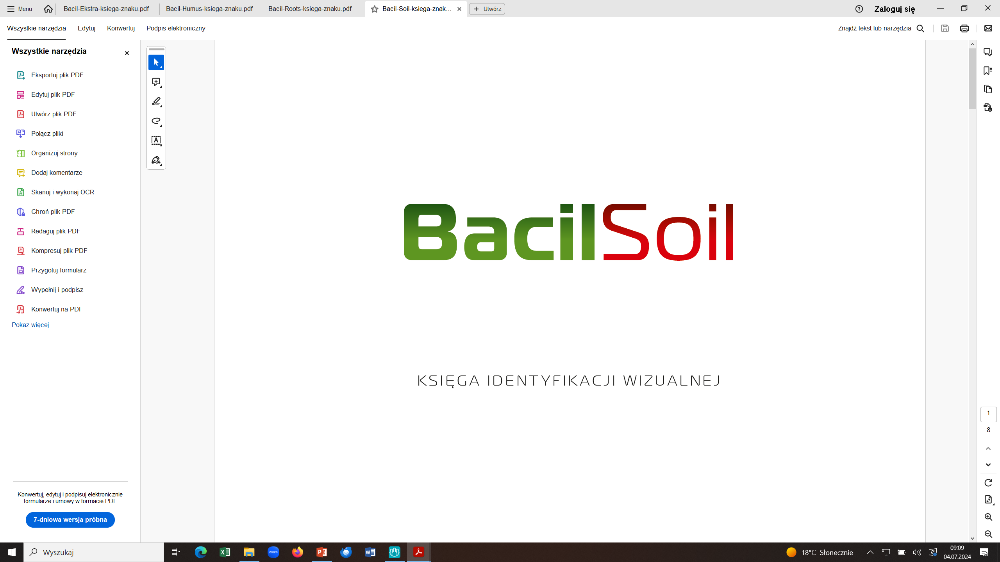 Menu
Bacil-Ekstra-ksiega-znaku.pdf
Bacil-Humus-ksiega-znaku.pdf
Bacil-Roots-ksiega-znaku.pdf
Bacil-Soil-ksiega-znak...
Utwórz
Zaloguj się
Wszystkie narzędzia
Edytuj
Konwertuj
Podpis elektroniczny
Znajdź tekst lub narzędzia
Wszystkie narzędzia
Eksportuj plik PDF
Edytuj plik PDF
Utwórz plik PDF
Połącz pliki
Organizuj strony
Dodaj komentarze
Skanuj i wykonaj OCR
Chroń plik PDF
Redaguj plik PDF
Kompresuj plik PDF
Przygotuj formularz
Wypełnij i podpisz
Konwertuj na PDF
Pokaż więcej
Konwertuj, edytuj i podpisuj elektronicznie
formularze i umowy w formacie PDF
7-dniowa wersja próbna
BacilSoil
KSIĘGA IDENTYFIKACJI WIZUALNEJ
1
8
Wyszukaj
zoom
18°C Słonecznie
09:09
04.07.2024